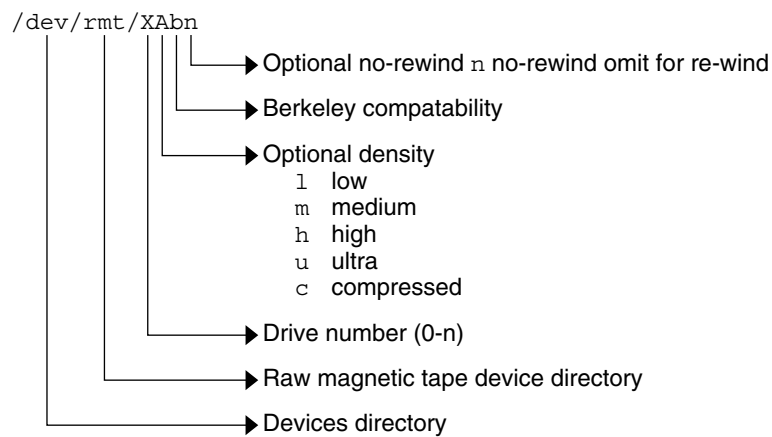 /dev/rmt/XAbn
Optional no-rewind n no-rewind omit for re-wind
Berkeley compatability
Optional density
l low
m medium
h high
u ultra
c compressed
Drive number (0-n)
Raw magnetic tape device directory
Devices directory